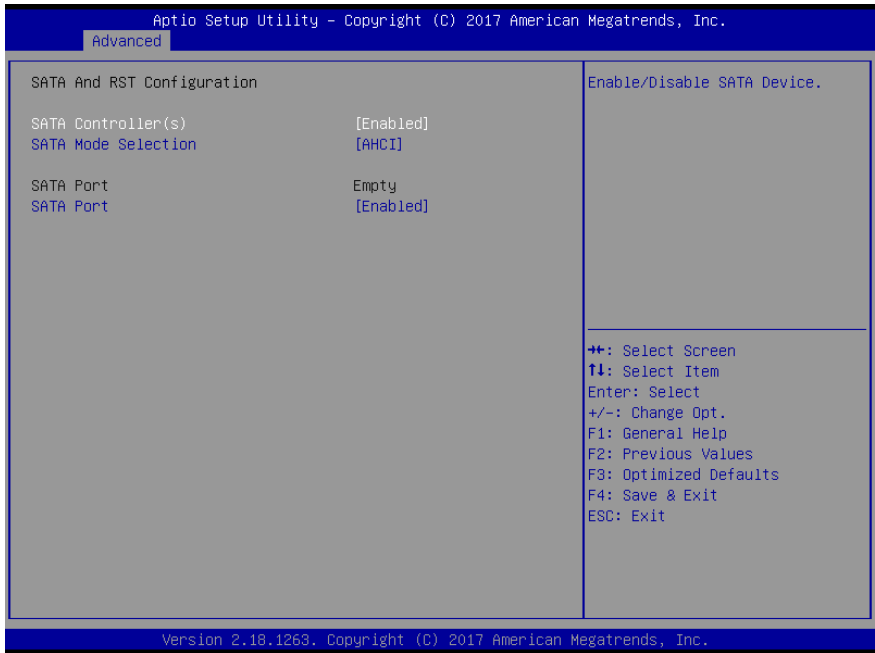 Aptio Setup Utility – Copyright (C) 2017 American Megatrends, Inc.
Advanced
SATA And RST Configuration
SATA Controller(s) [Enabled]
SATA Mode Selection [AHCI]
SATA Port Empty
SATA Port [Enabled]
Enable/Disable SATA Device.
→←: Select Screen
↑↓: Select Item
Enter: Select
+/-: Change Opt.
F1: General Help
F2: Previous Values
F3: Optimized Defaults
F4: Save & Exit
ESC: Exit
Version 2.18.1263. Copyright (C) 2017 American Megatrends, Inc.